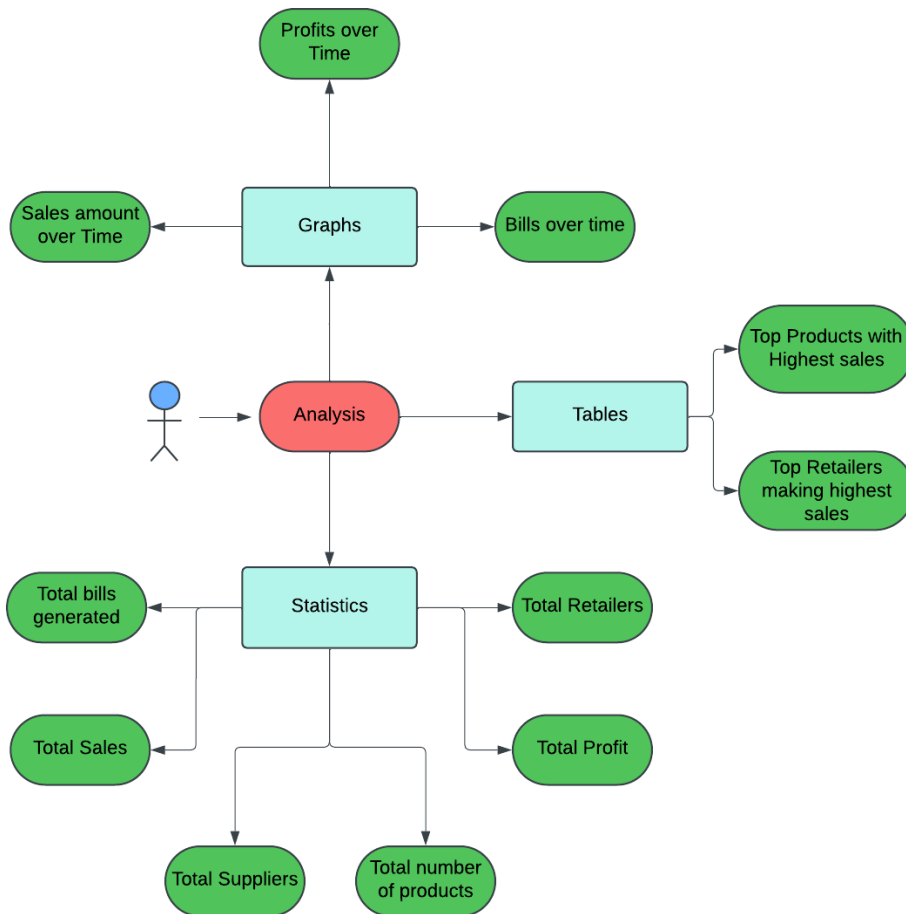 Profits over
Time
Sales amount
over Time
Graphs
Bills over time
Top Products with
Highest sales
Analysis
Tables
Top Retailers
making highest
sales
Total bills
generated
Statistics
Total Retailers
Total Sales
Total Profit
Total Suppliers
Total number
of products